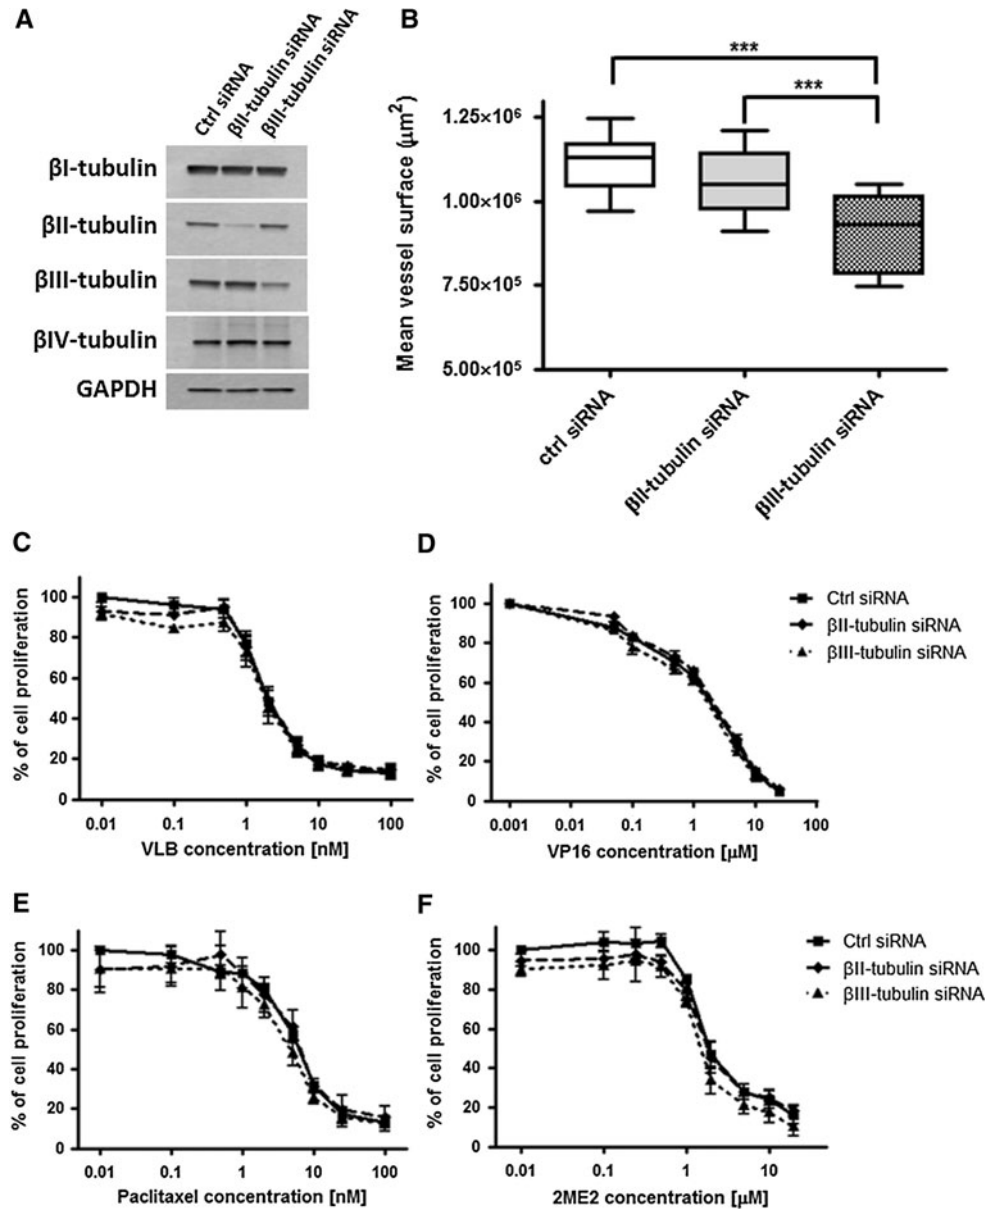 A
Ctrl siRNA
βII-tubulin siRNA
βIII-tubulin siRNA
βI-tubulin
βII-tubulin
βIII-tubulin
βIV-tubulin
GAPDH
B
***
***
Mean vessel surface (µm²)
1.25×10⁶
1.00×10⁶
7.50×10⁵
5.00×10⁵
ctrl siRNA
βII-tubulin siRNA
βIII-tubulin siRNA
C
% of cell proliferation
100
80
60
40
20
0
0.01 0.1 1 10 100
VLB concentration [nM]
D
% of cell proliferation
100
80
60
40
20
0
0.001 0.01 0.1 1 10 100
VP16 concentration [µM]
Ctrl siRNA
βII-tubulin siRNA
βIII-tubulin siRNA
E
% of cell proliferation
100
80
60
40
20
0
0.01 0.1 1 10 100
Paclitaxel concentration [nM]
F
% of cell proliferation
100
80
60
40
20
0
0.01 0.1 1 10
2ME2 concentration [µM]
Ctrl siRNA
βII-tubulin siRNA
βIII-tubulin siRNA